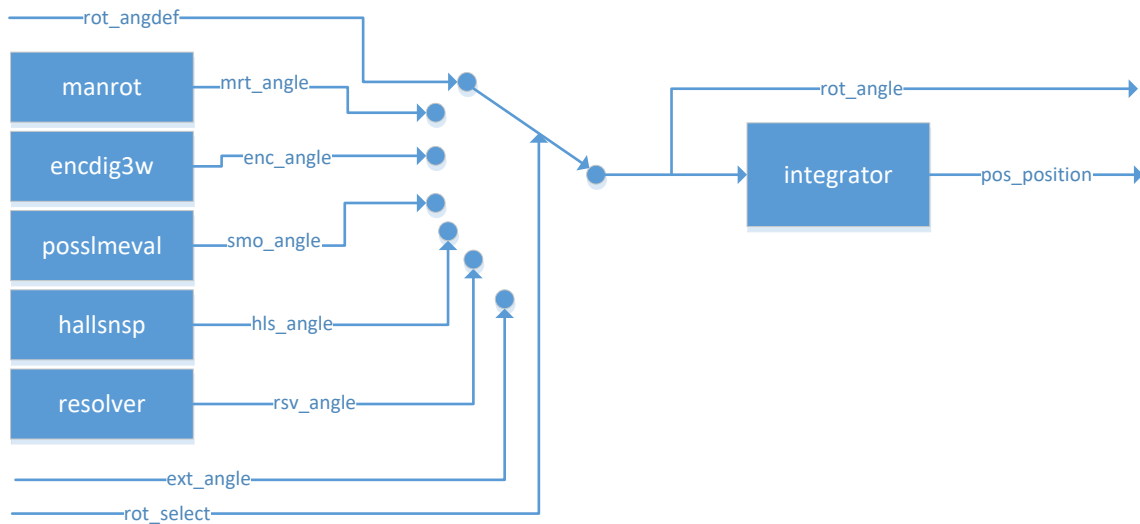 rot_angdef
manrot
mrt_angle
rot_angle
encdig3w
enc_angle
integrator
pos_position
posslmeval
smo_angle
hallsnsp
hls_angle
resolver
rsv_angle
ext_angle
rot_select